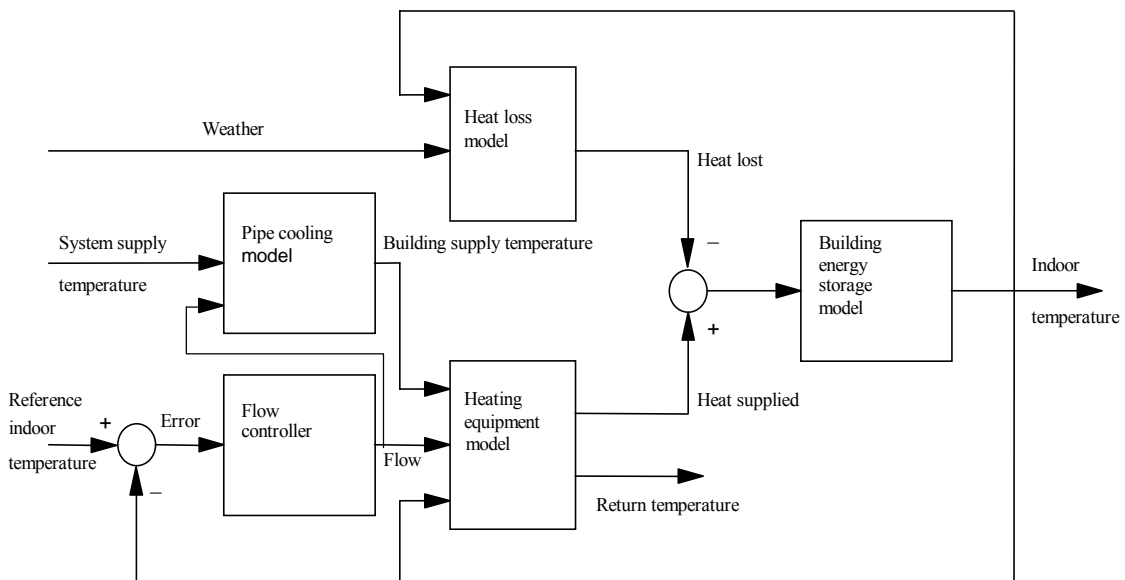 Weather
Heat loss
model
Heat lost
–
System supply
temperature
Pipe cooling
model
Building supply temperature
Building
energy
storage
model
Indoor
temperature
+
Reference
indoor
temperature
+
–
Error
Flow
controller
Flow
Heating
equipment
model
Heat supplied
Return temperature